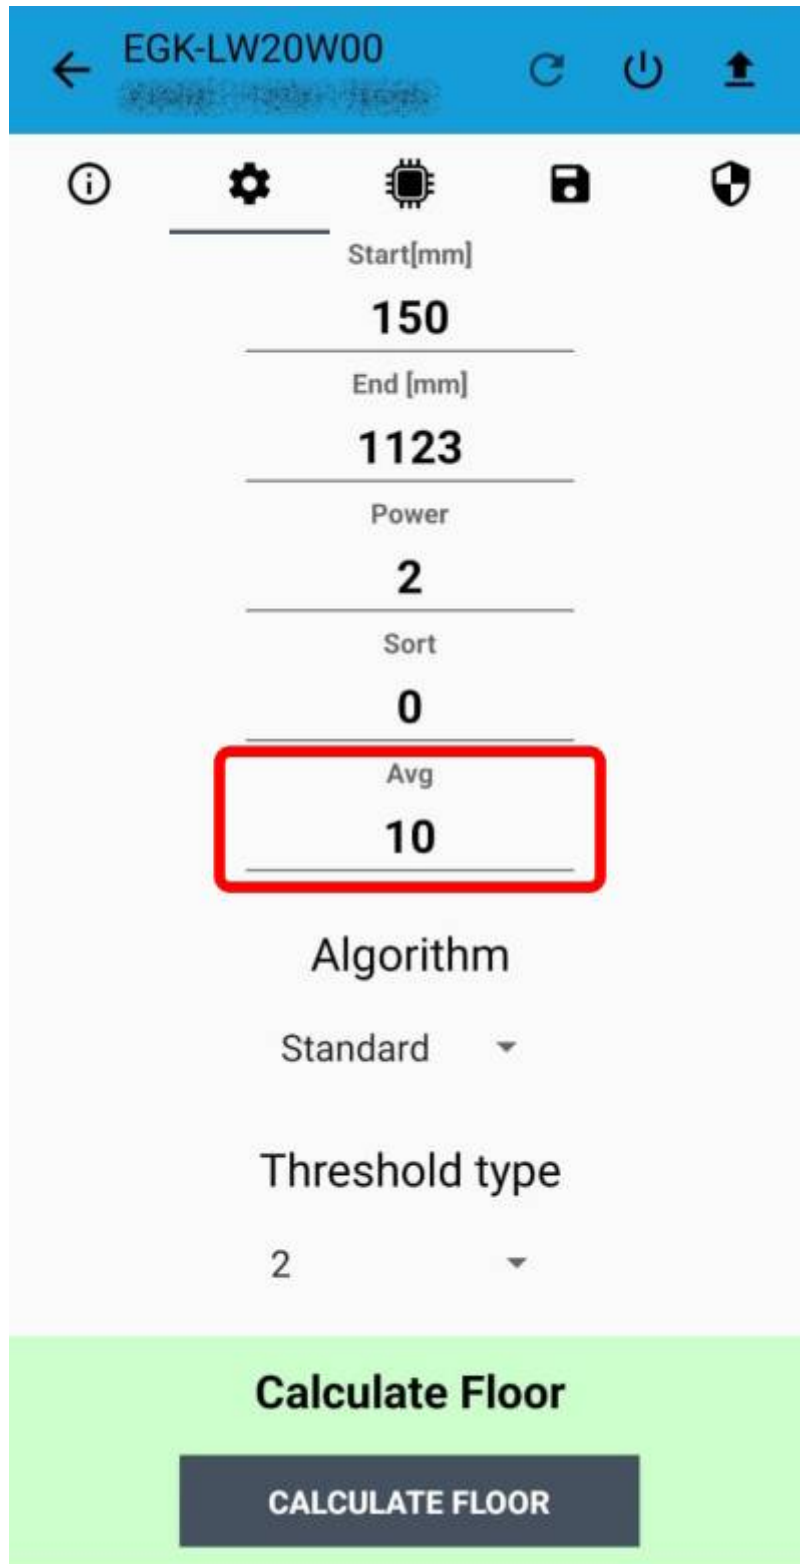 EGK-LW20W00
Start[mm]
150
End [mm]
1123
Power
2
Sort
0
Avg
10
Algorithm
Standard
Threshold type
2
Calculate Floor
CALCULATE FLOOR